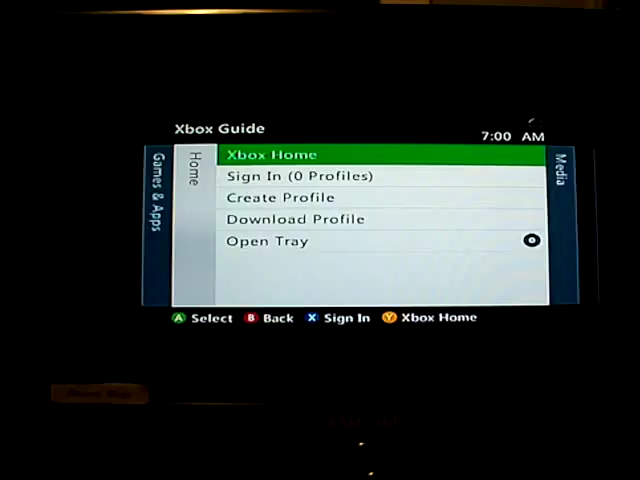 Xbox Guide
7:00 AM
Games & Apps
Home
Xbox Home
Sign In (0 Profiles)
Create Profile
Download Profile
Open Tray
Media
A Select B Back X Sign In Y Xbox Home
SAMSUNG